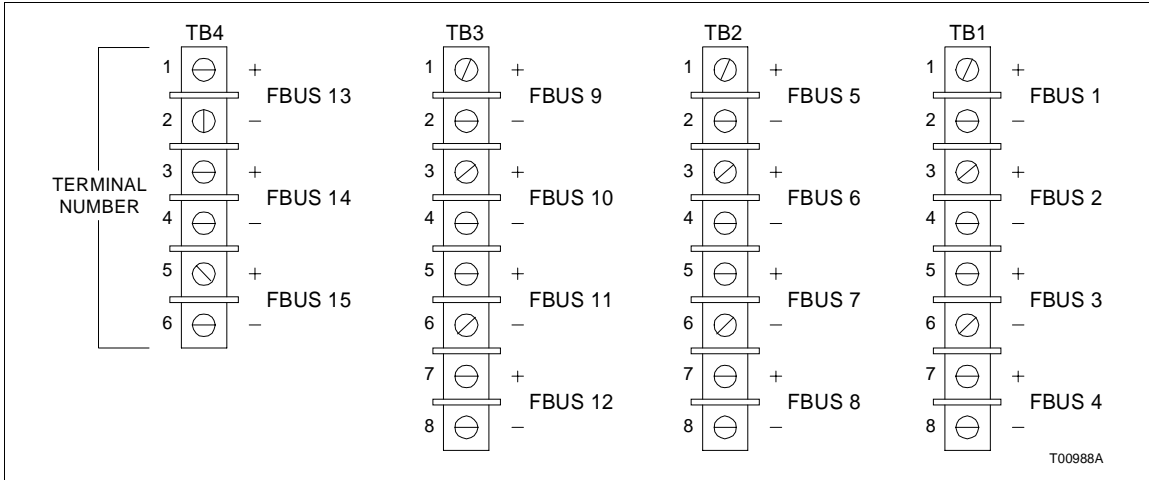 TB4 TB3 TB2 TB1
1 + 1 + 1 + 1 +
FBUS 13 FBUS 9 FBUS 5 FBUS 1
2 – 2 – 2 – 2 –
3 + 3 + 3 + 3 +
TERMINAL
NUMBER
FBUS 14 FBUS 10 FBUS 6 FBUS 2
4 – 4 – 4 – 4 –
5 + 5 + 5 + 5 +
FBUS 15 FBUS 11 FBUS 7 FBUS 3
6 – 6 – 6 – 6 –
7 + 7 + 7 +
FBUS 12 FBUS 8 FBUS 4
8 – 8 – 8 –
T00988A